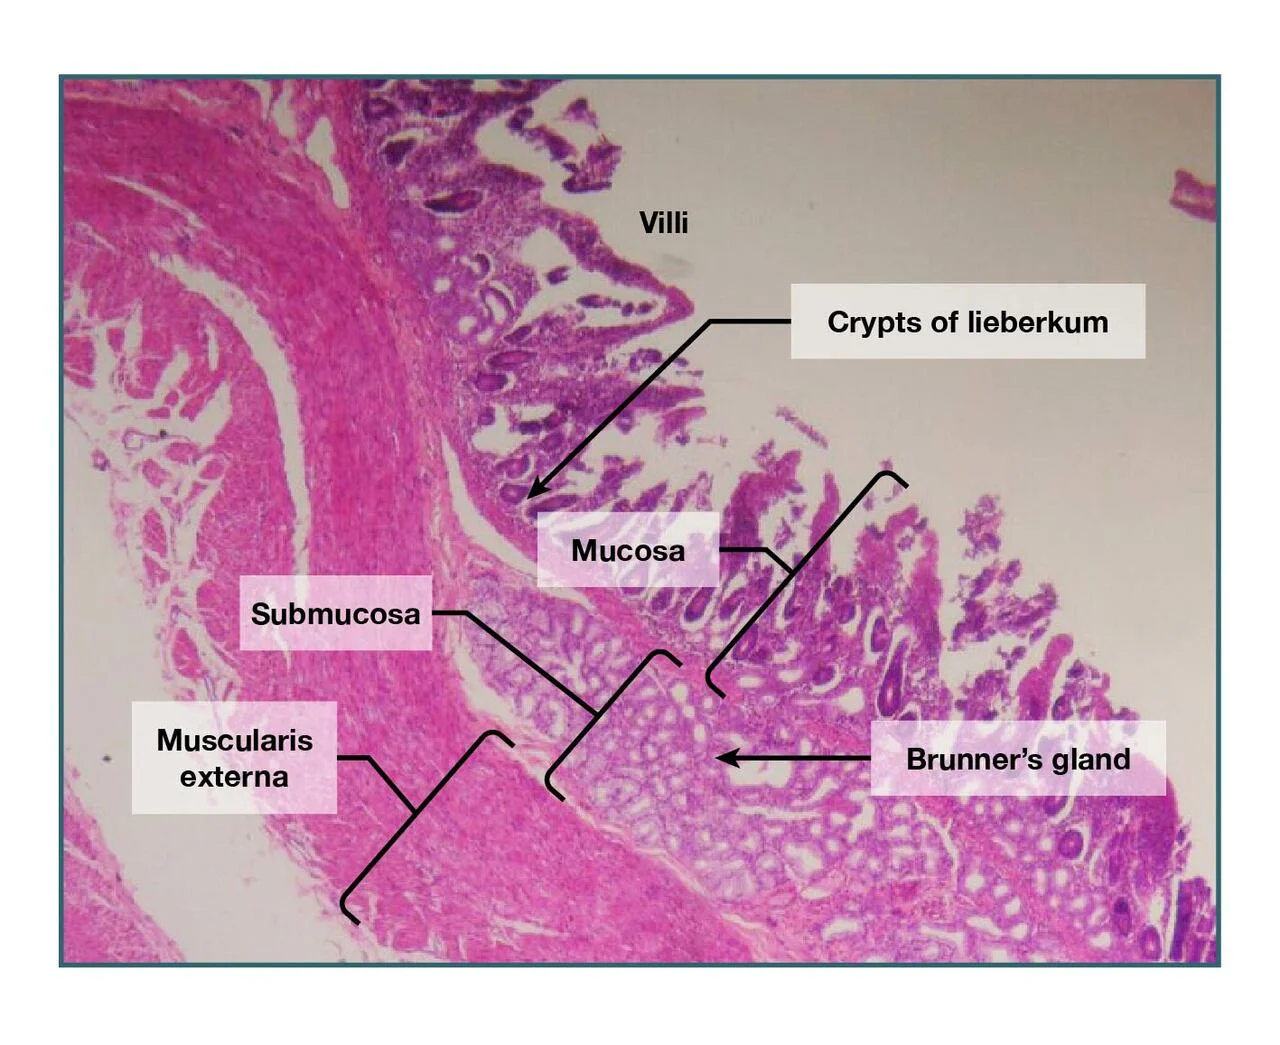 Villi
Crypts of lieberkum
Mucosa
Submucosa
Muscularis
externa
Brunner's gland